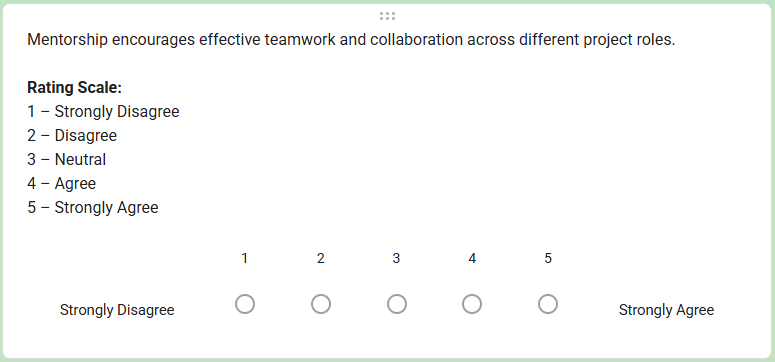 Mentorship encourages effective teamwork and collaboration across different project roles.
Rating Scale:
1 – Strongly Disagree
2 – Disagree
3 – Neutral
4 – Agree
5 – Strongly Agree
1 2 3 4 5
Strongly Disagree Strongly Agree